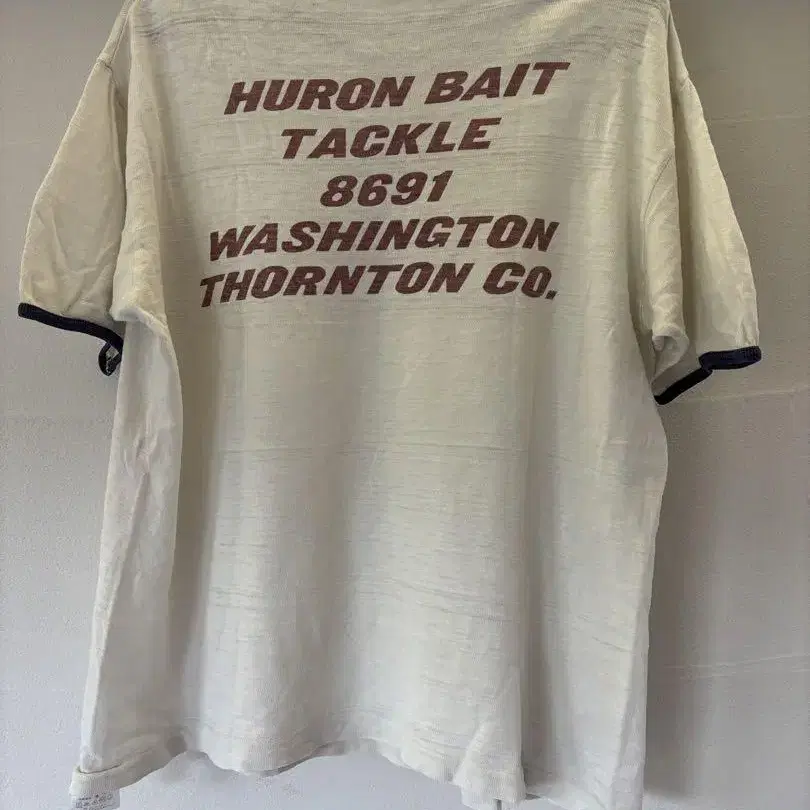 HURON BAIT
TACKLE
8691
WASHINGTON
THORNTON CO.